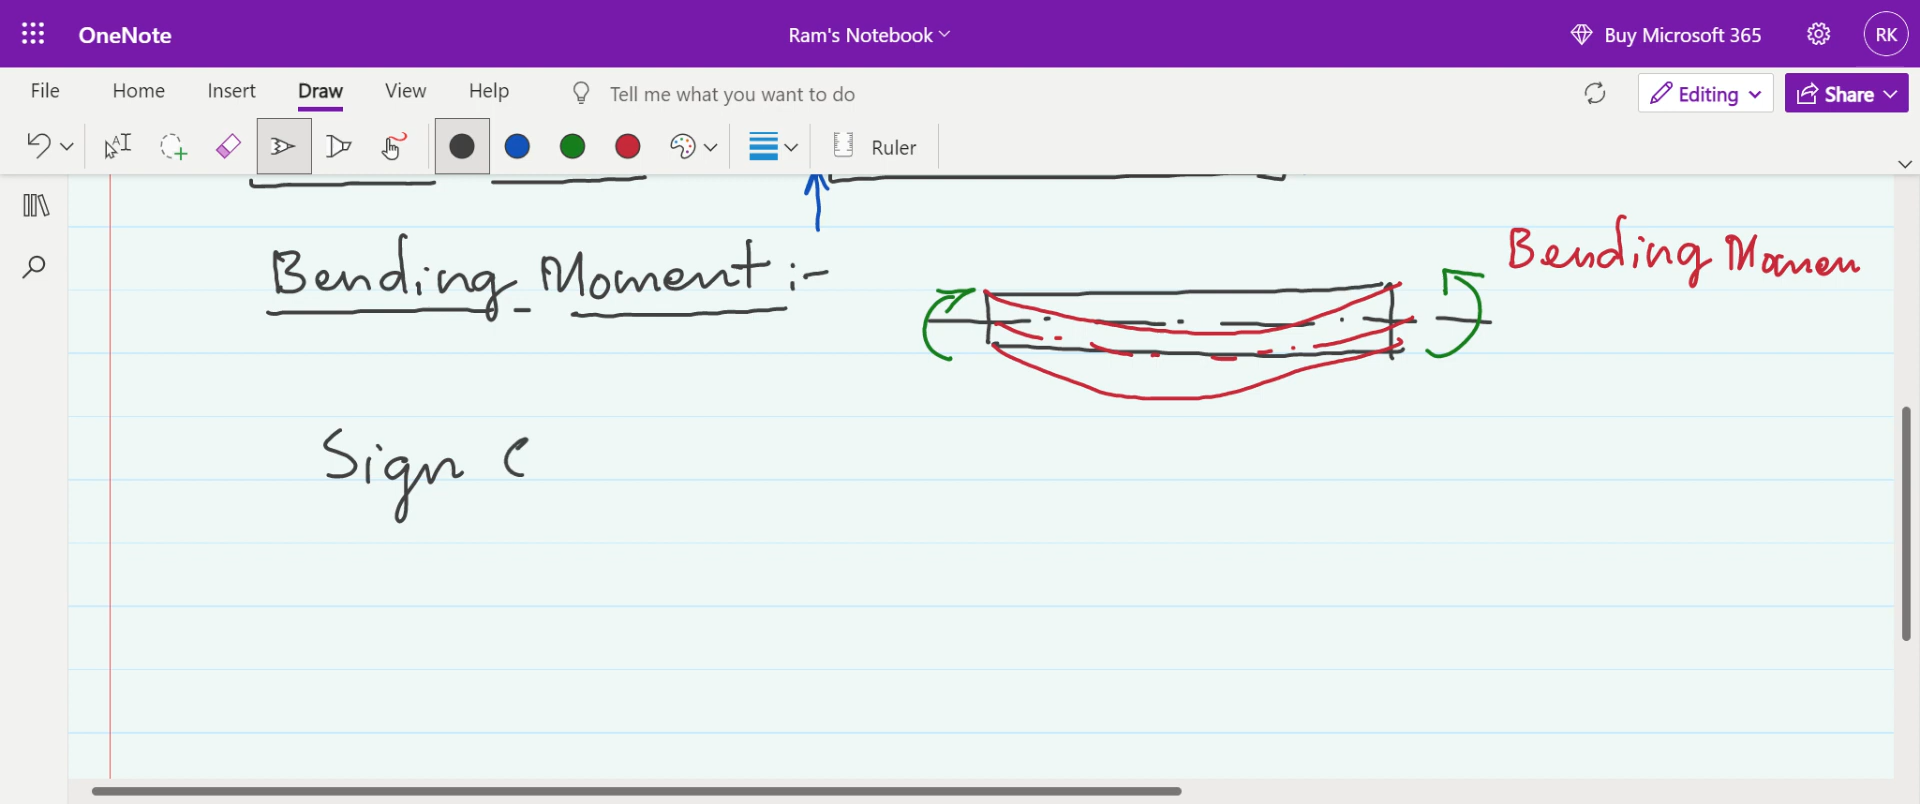 OneNote
Ram's Notebook
Buy Microsoft 365
RK
File Home Insert Draw View Help Tell me what you want to do
Editing
Share
Ruler
Bending Moment :-
Bending Momen
Sign C